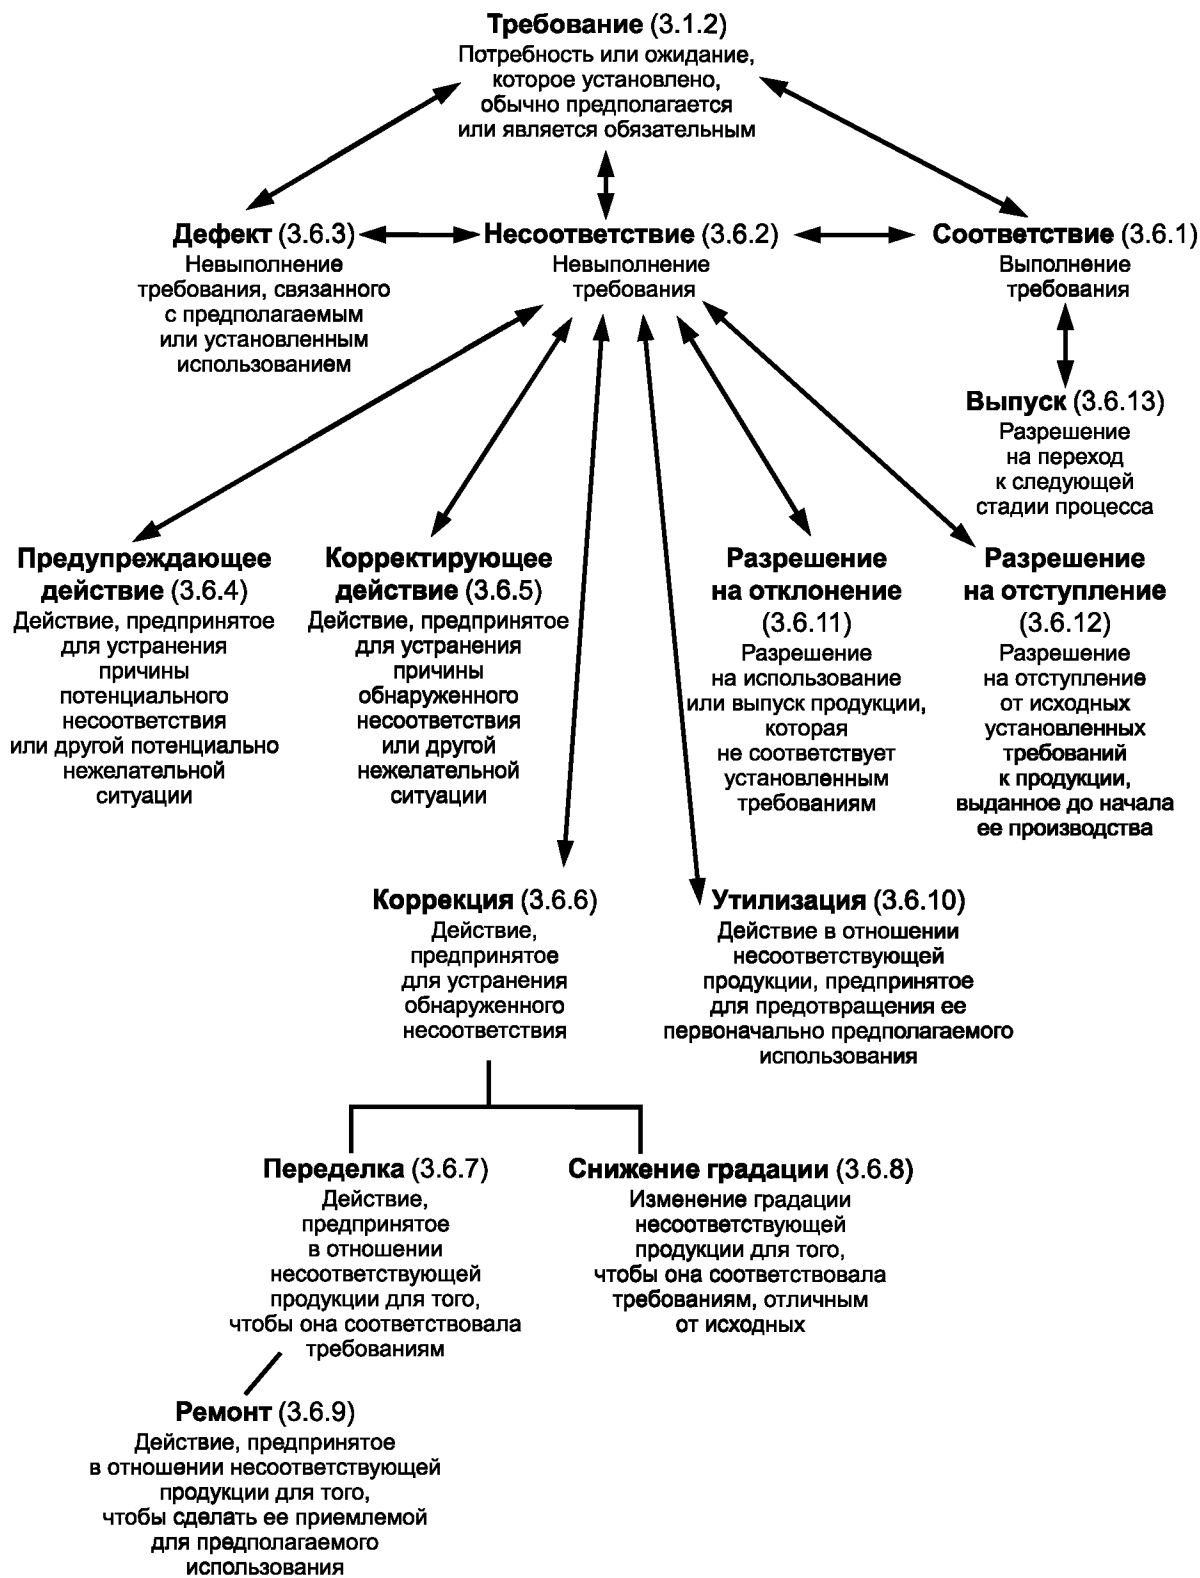 Требование (3.1.2)
Потребность или ожидание,
которое установлено,
обычно предполагается
или является обязательным
Дефект (3.6.3)
Невыполнение
требования, связанного
с предполагаемым
или установленным
использованием
Несоответствие (3.6.2)
Невыполнение
требования
Соответствие (3.6.1)
Выполнение
требования
Выпуск (3.6.13)
Разрешение
на переход
к следующей
стадии процесса
Предупреждающее
действие (3.6.4)
Действие, предпринятое
для устранения
причины
потенциального
несоответствия
или другой потенциально
нежелательной
ситуации
Корректирующее
действие (3.6.5)
Действие, предпринятое
для устранения
причины
обнаруженного
несоответствия
или другой
нежелательной
ситуации
Разрешение
на отклонение
(3.6.11)
Разрешение
на использование
или выпуск продукции,
которая
не соответствует
установленным
требованиям
Разрешение
на отступление
(3.6.12)
Разрешение
на отступление
от исходных
установленных
требований
к продукции,
выданное до начала
ее производства
Коррекция (3.6.6)
Действие,
предпринятое
для устранения
обнаруженного
несоответствия
Утилизация (3.6.10)
Действие в отношении
несоответствующей
продукции, предпринятое
для предотвращения ее
первоначально предполагаемого
использования
Переделка (3.6.7)
Действие,
предпринятое
в отношении
несоответствующей
продукции для того,
чтобы она соответствовала
требованиям
Снижение градации (3.6.8)
Изменение градации
несоответствующей
продукции для того,
чтобы она соответствовала
требованиям, отличным
от исходных
Ремонт (3.6.9)
Действие, предпринятое
в отношении несоответствующей
продукции для того,
чтобы сделать ее приемлемой
для предполагаемого
использования